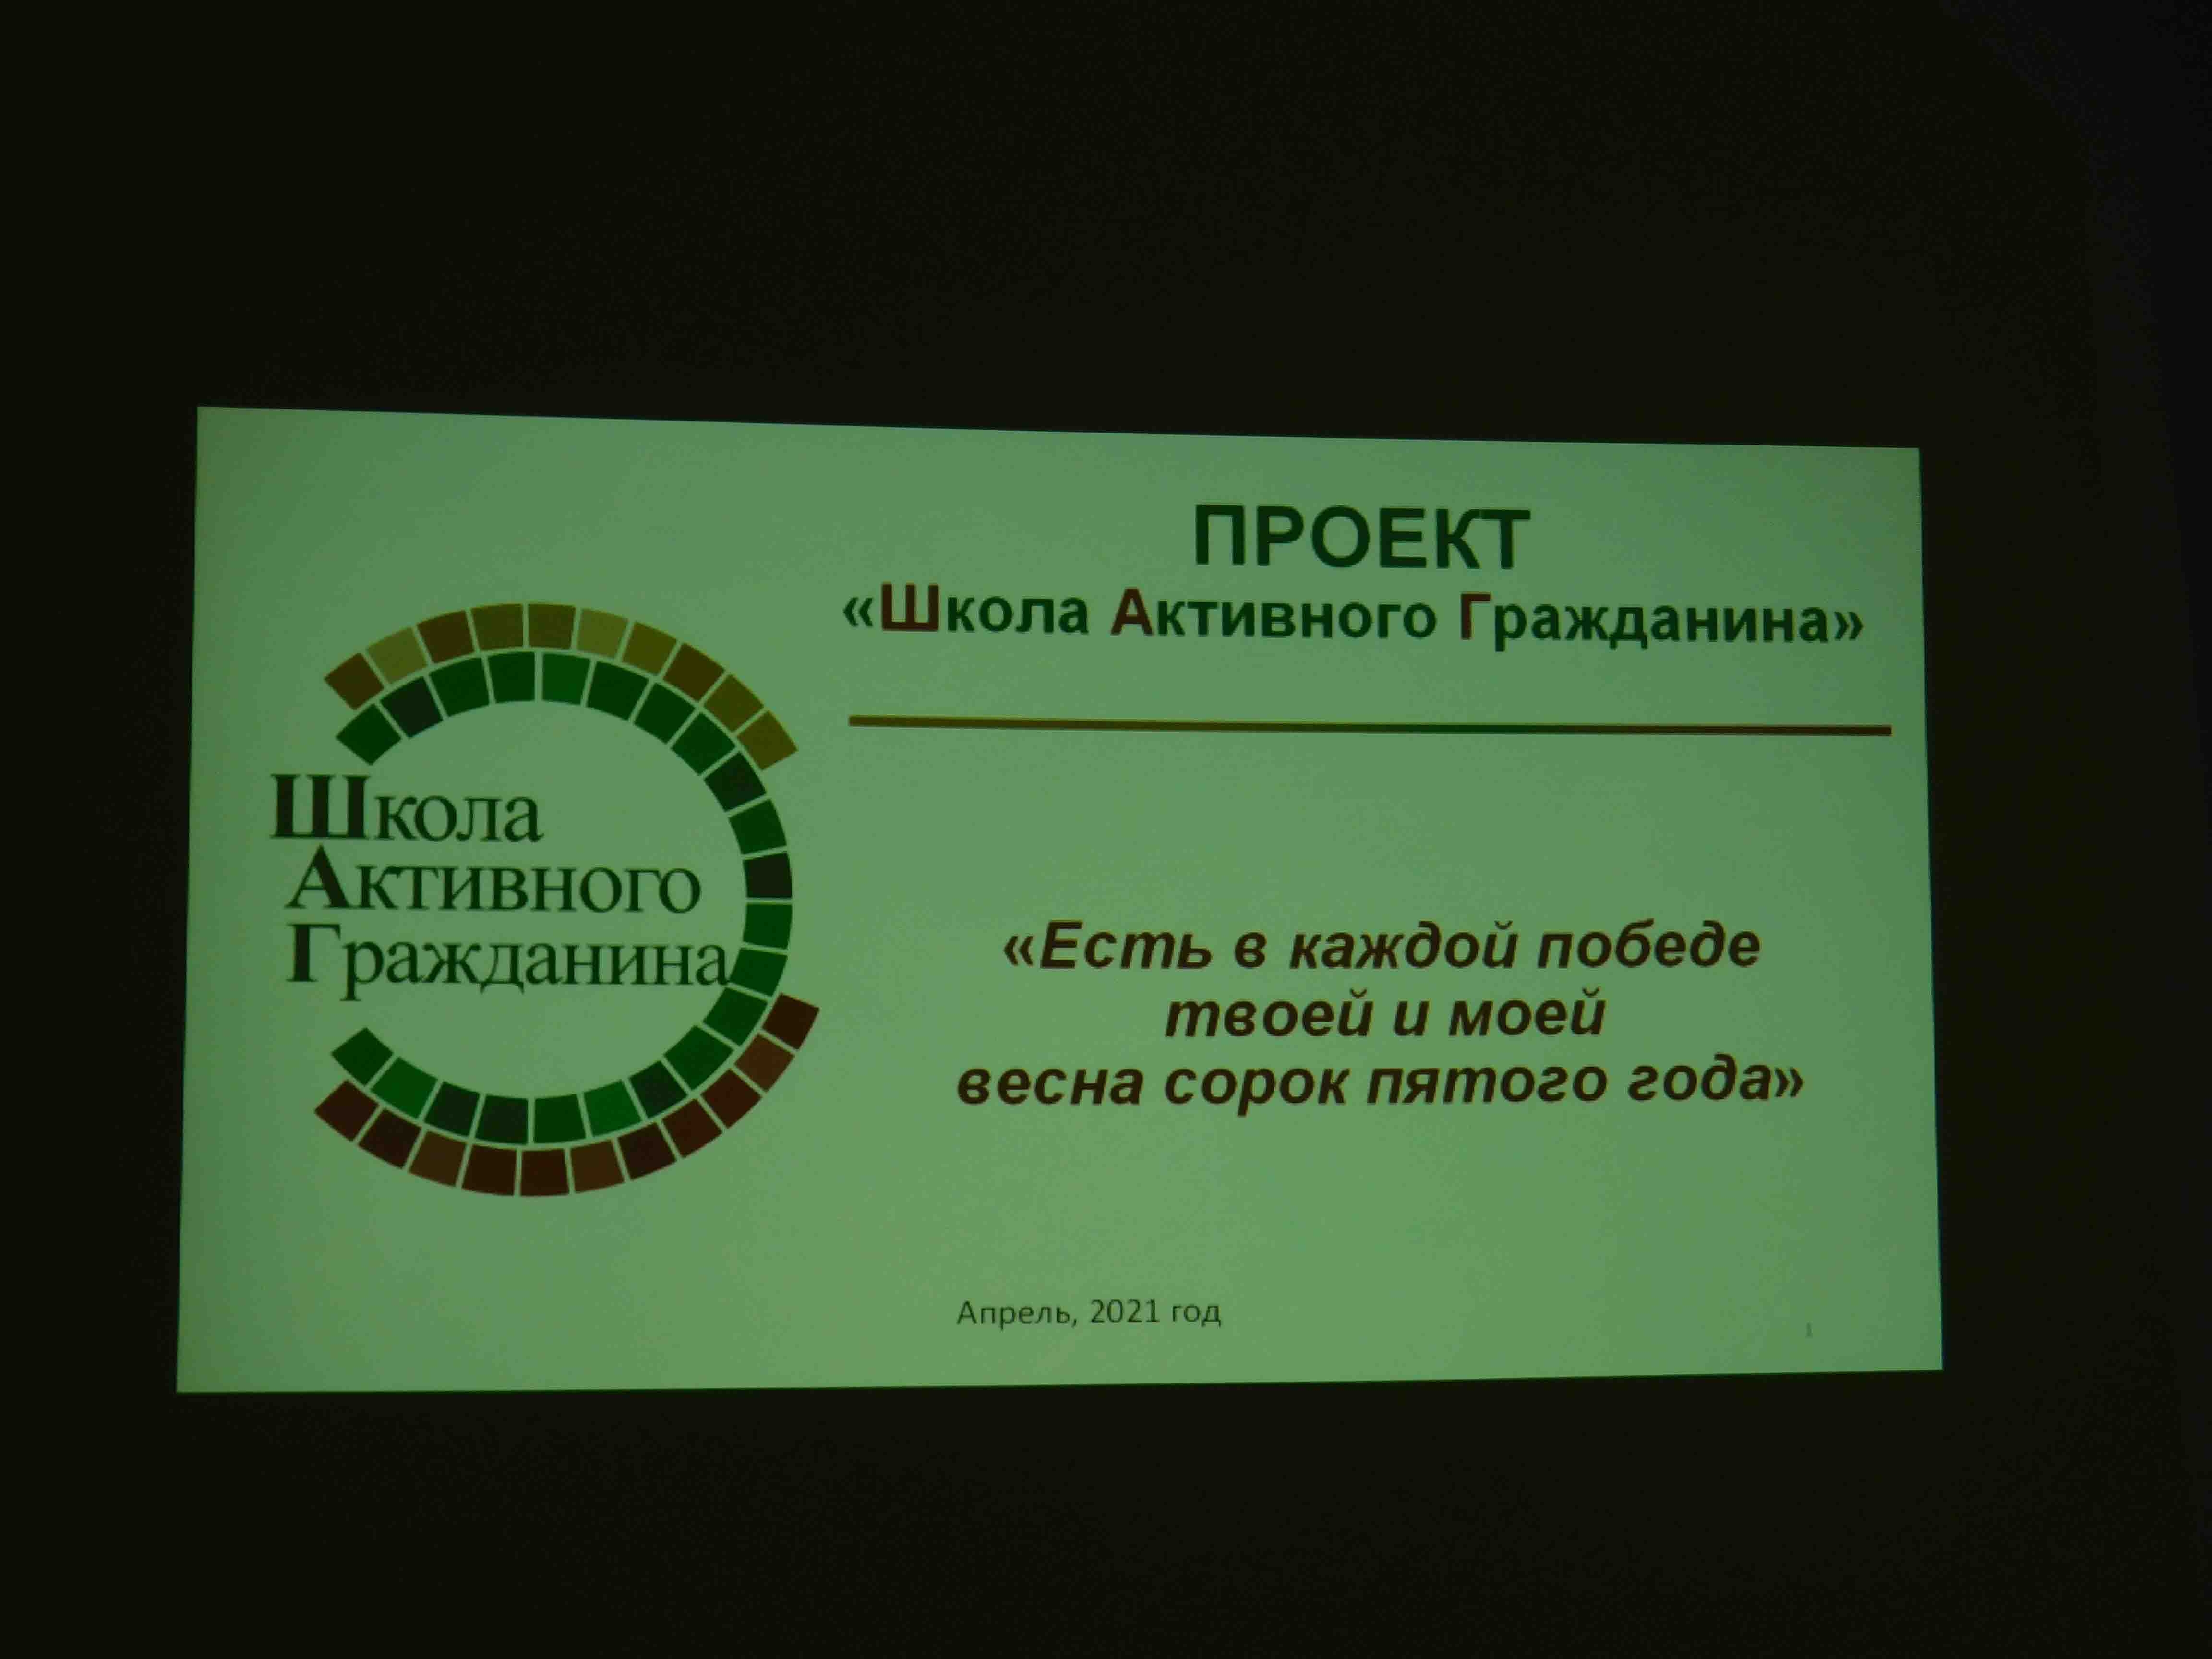 ПРОЕКТ
«Школа Активного Гражданина»
Школа
Активного
Гражданина
«Есть в каждой победе
твоей и моей
весна сорок пятого года»
Апрель, 2021 год
1